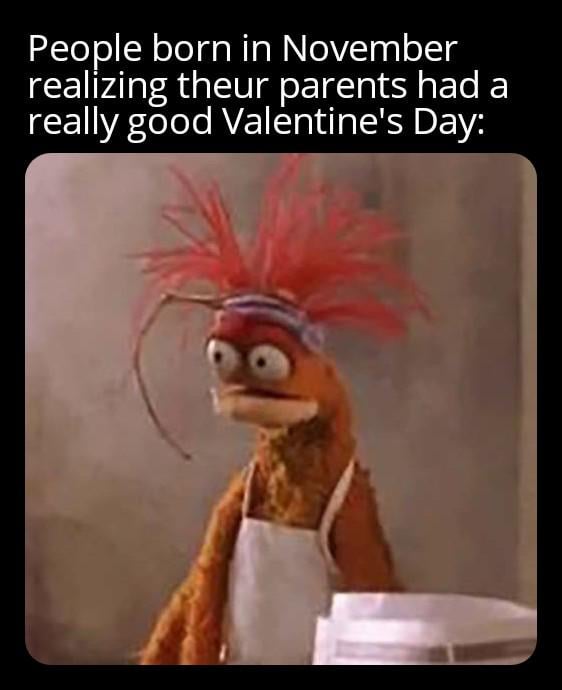 People born in November
realizing theur parents had a
really good Valentine's Day: